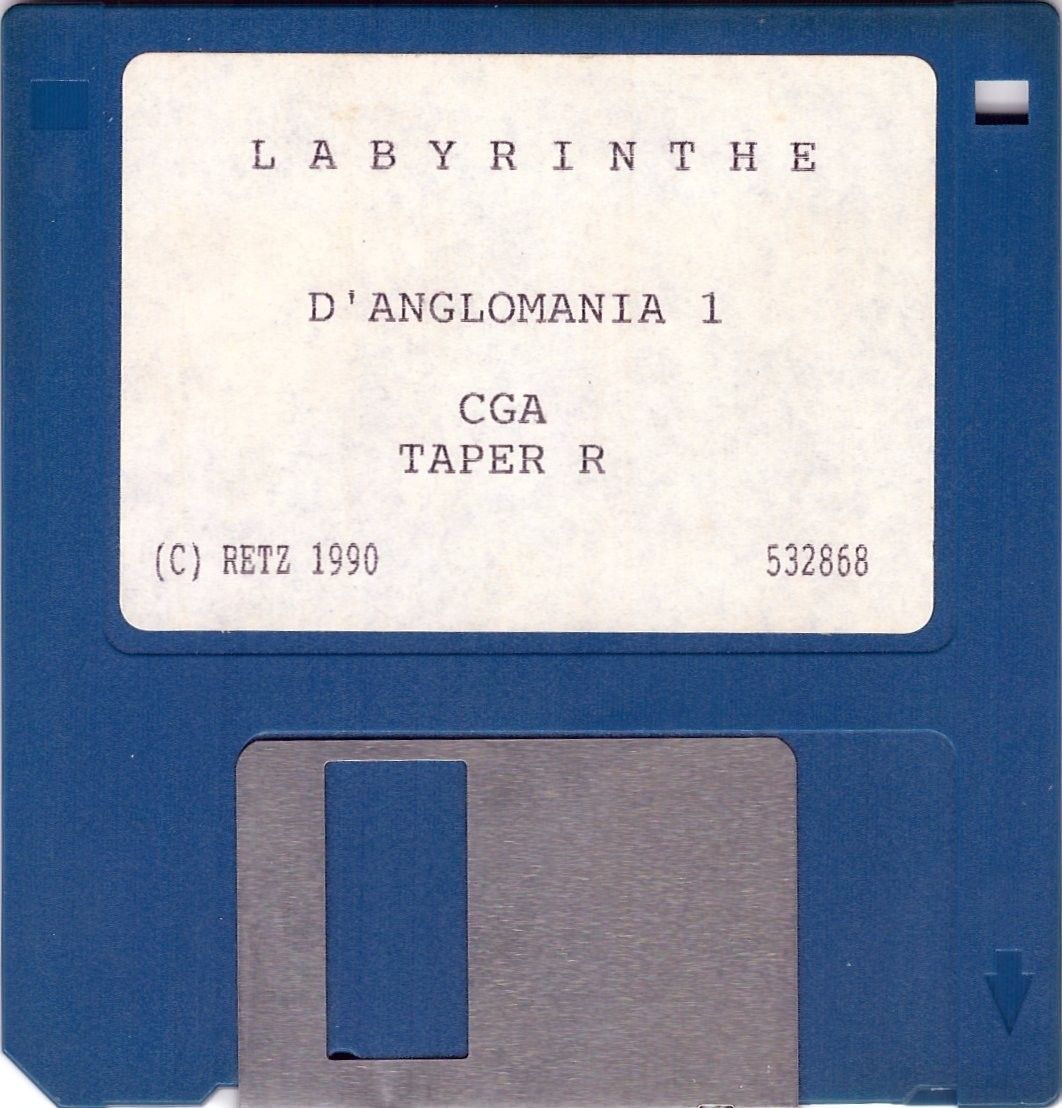 L A B Y R I N T H E
D'ANGLOMANIA 1
CGA
TAPER R
(C) RETZ 1990 532868